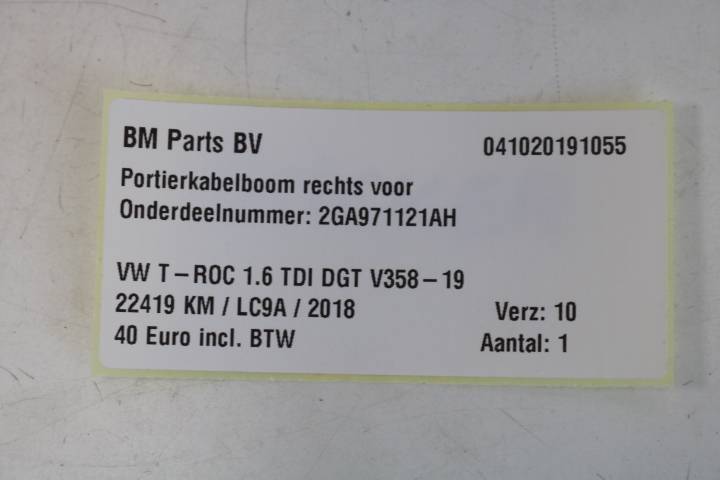 BM Parts BV 041020191055
Portierkabelboom rechts voor
Onderdeelnummer: 2GA971121AH
VW T-ROC 1.6 TDI DGT V358-19
22419 KM / LC9A / 2018 Verz: 10
40 Euro incl. BTW Aantal: 1